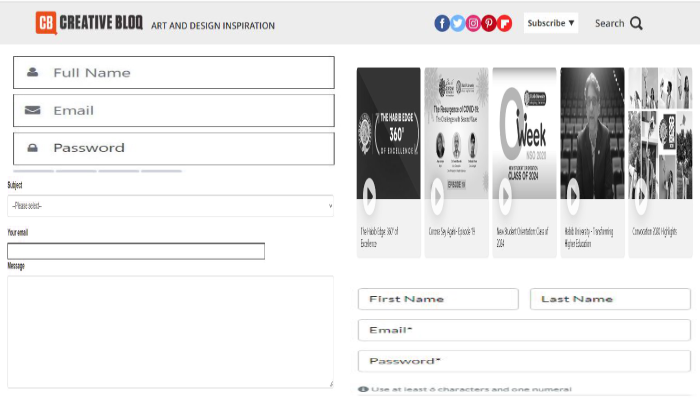 CB CREATIVE BLOQ ART AND DESIGN INSPIRATION
Subscribe ▼
Search
Full Name
Email
Password
Subject
--Please select--
Your email
Message
THE HABIB EDGE
360°
OF EXCELLENCE
The Resurgence of COVID-19:
The Challenges with Second Wave
EPISODE 19
O Week
NSO 2020
NEW STUDENT ORIENTATION
CLASS OF 2024
The Habib Edge: 360° of
Excellence
Corona Say Agahi - Episode 19
New Student Orientation: Class of
2024
Habib University - Transforming
Higher Education
Convocation 2020 Highlights
First Name
Last Name
Email*
Password*
Use at least 6 characters and one numeral